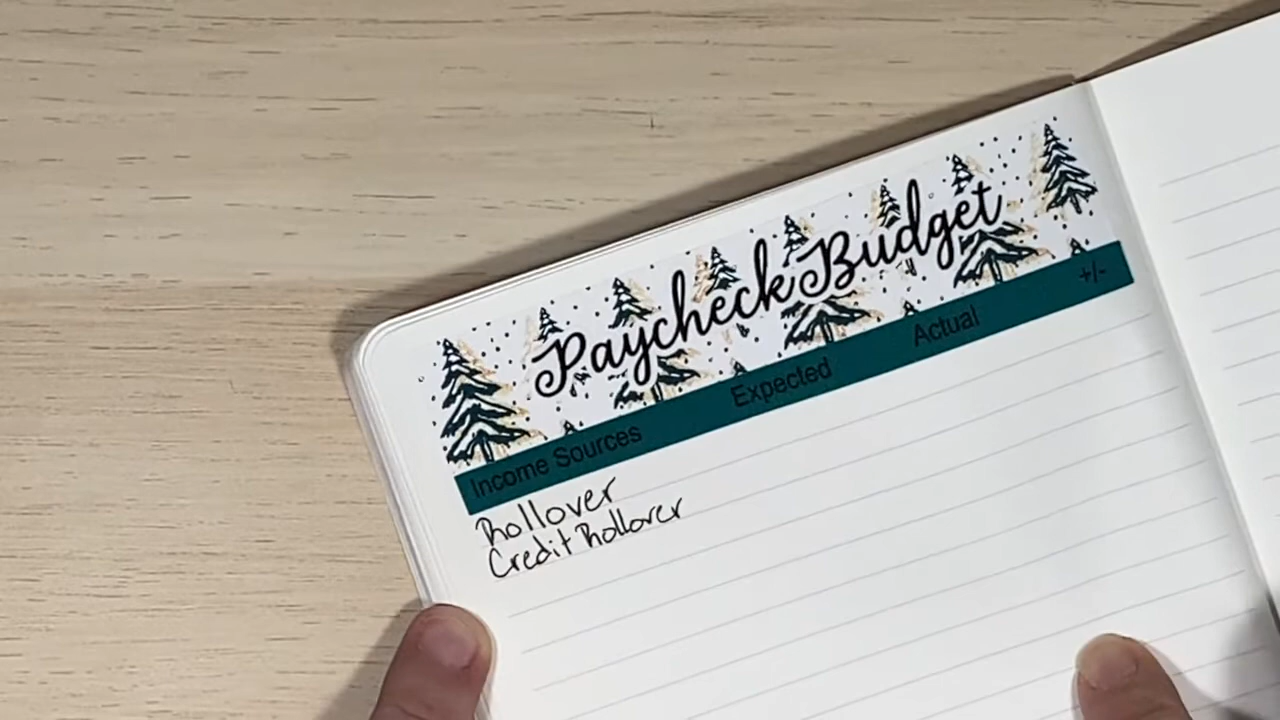 Paycheck Budget
Income Sources Expected Actual +/-
Rollover
Credit Rollover